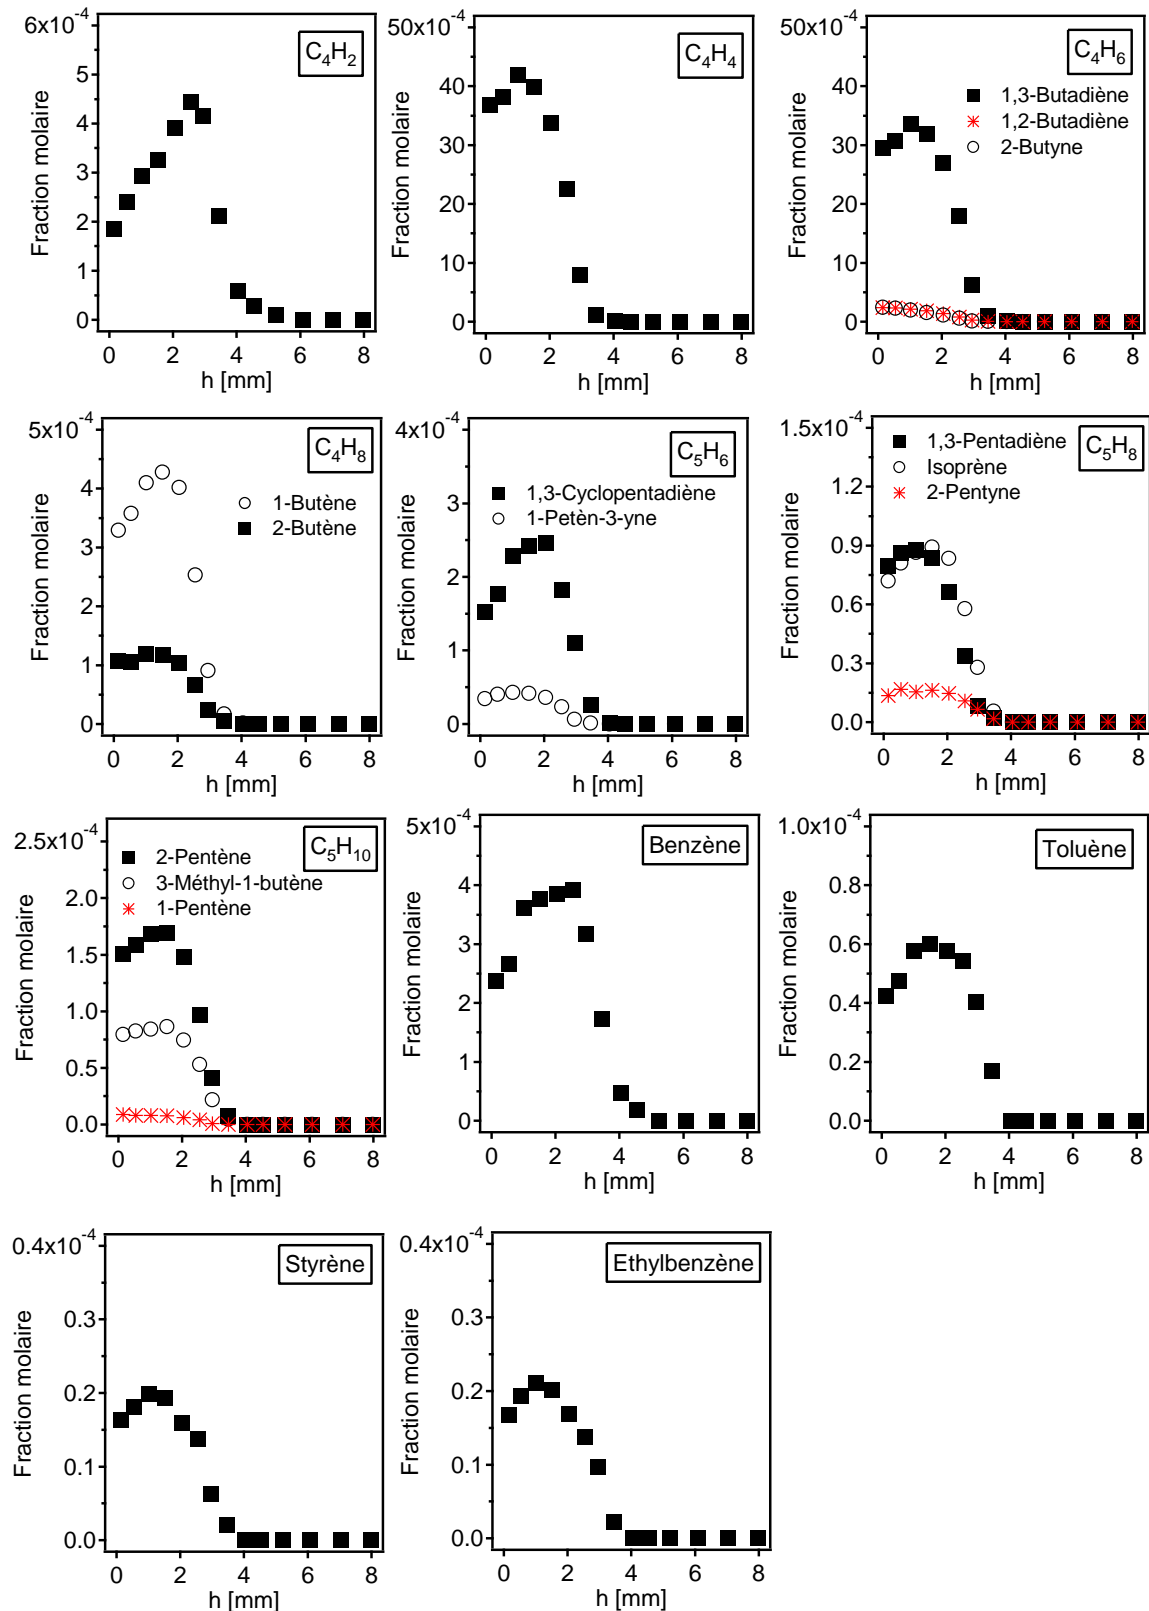 6x10⁻⁴
5
4
3
2
1
0
Fraction molaire
C₄H₂
0 2 4 6 8
h [mm]
50x10⁻⁴
40
30
20
10
0
Fraction molaire
C₄H₄
0 2 4 6 8
h [mm]
50x10⁻⁴
40
30
20
10
0
Fraction molaire
C₄H₆
1,3-Butadiène
1,2-Butadiène
2-Butyne
0 2 4 6 8
h [mm]
5x10⁻⁴
4
3
2
1
0
Fraction molaire
C₄H₈
1-Butène
2-Butène
0 2 4 6 8
h [mm]
4x10⁻⁴
3
2
1
0
Fraction molaire
C₅H₆
1,3-Cyclopentadiène
1-Petèn-3-yne
0 2 4 6 8
h [mm]
1.5x10⁻⁴
1.2
0.9
0.6
0.3
0.0
Fraction molaire
C₅H₈
1,3-Pentadiène
Isoprène
2-Pentyne
0 2 4 6 8
h [mm]
2.5x10⁻⁴
2.0
1.5
1.0
0.5
0.0
Fraction molaire
C₅H₁₀
2-Pentène
3-Méthyl-1-butène
1-Pentène
0 2 4 6 8
h [mm]
5x10⁻⁴
4
3
2
1
0
Fraction molaire
Benzène
0 2 4 6 8
h [mm]
1.0x10⁻⁴
0.8
0.6
0.4
0.2
0.0
Fraction molaire
Toluène
0 2 4 6 8
h [mm]
0.4x10⁻⁴
0.3
0.2
0.1
0.0
Fraction molaire
Styrène
0 2 4 6 8
h [mm]
0.4x10⁻⁴
0.3
0.2
0.1
0.0
Fraction molaire
Ethylbenzène
0 2 4 6 8
h [mm]